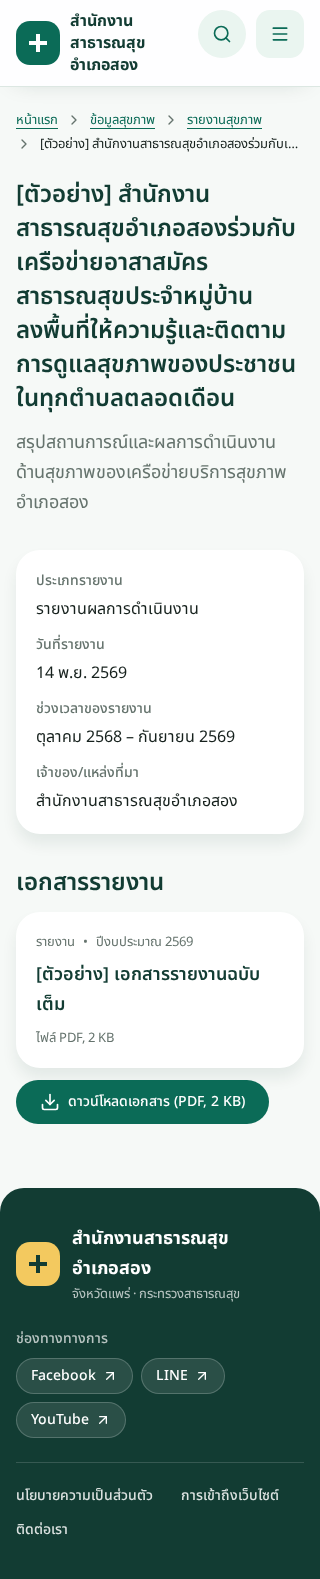 สำนักงาน
สาธารณสุข
อำเภอสอง
หน้าแรก
ข้อมูลสุขภาพ
รายงานสุขภาพ
[ตัวอย่าง] สำนักงานสาธารณสุขอำเภอสองร่วมกับเ...
[ตัวอย่าง] สำนักงาน
สาธารณสุขอำเภอสองร่วมกับ
เครือข่ายอาสาสมัคร
สาธารณสุขประจำหมู่บ้าน
ลงพื้นที่ให้ความรู้และติดตาม
การดูแลสุขภาพของประชาชน
ในทุกตำบลตลอดเดือน
สรุปสถานการณ์และผลการดำเนินงาน
ด้านสุขภาพของเครือข่ายบริการสุขภาพ
อำเภอสอง
ประเภทรายงาน
รายงานผลการดำเนินงาน
วันที่รายงาน
14 พ.ย. 2569
ช่วงเวลาของรายงาน
ตุลาคม 2568 – กันยายน 2569
เจ้าของ/แหล่งที่มา
สำนักงานสาธารณสุขอำเภอสอง
เอกสารรายงาน
รายงาน • ปีงบประมาณ 2569
[ตัวอย่าง] เอกสารรายงานฉบับ
เต็ม
ไฟล์ PDF, 2 KB
ดาวน์โหลดเอกสาร (PDF, 2 KB)
สำนักงานสาธารณสุข
อำเภอสอง
จังหวัดแพร่ · กระทรวงสาธารณสุข
ช่องทางทางการ
Facebook
LINE
YouTube
นโยบายความเป็นส่วนตัว
การเข้าถึงเว็บไซต์
ติดต่อเรา